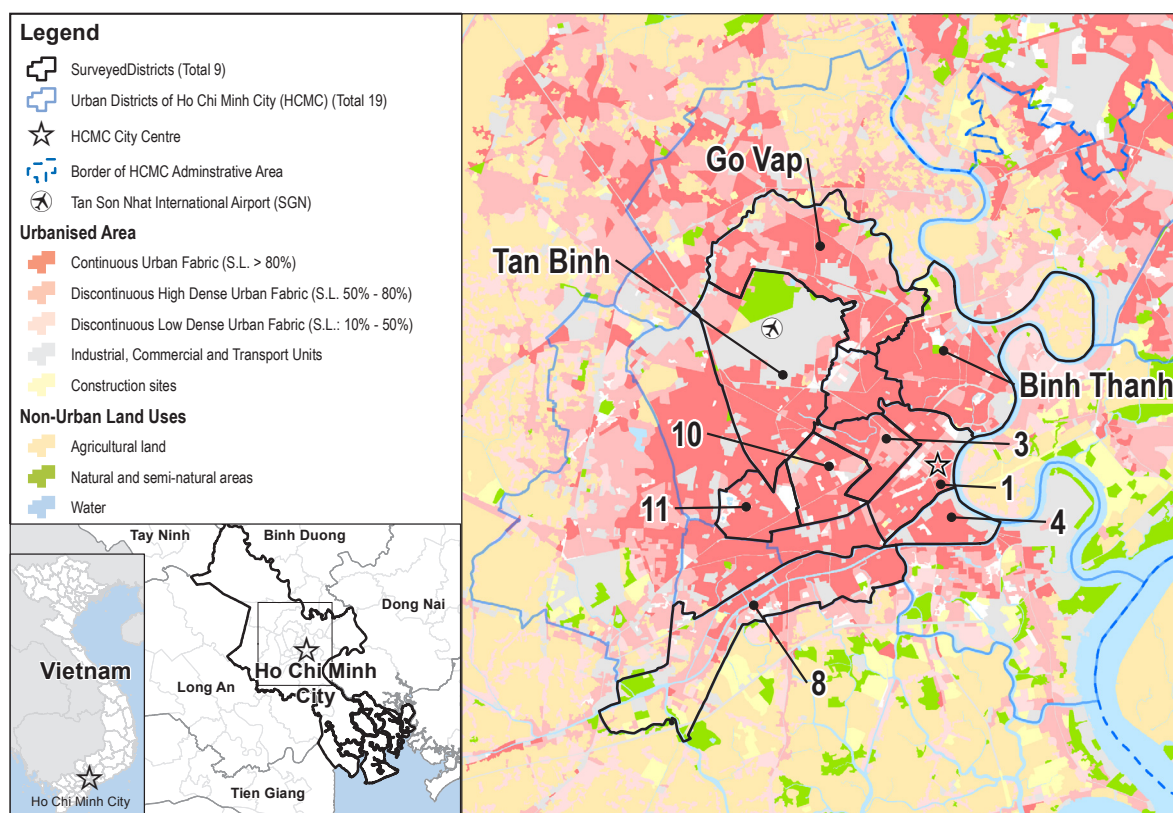 Legend
SurveyedDistricts (Total 9)
Urban Districts of Ho Chi Minh City (HCMC) (Total 19)
HCMC City Centre
Border of HCMC Adminstrative Area
Tan Son Nhat International Airport (SGN)
Urbanised Area
Continuous Urban Fabric (S.L. > 80%)
Discontinuous High Dense Urban Fabric (S.L. 50% - 80%)
Discontinuous Low Dense Urban Fabric (S.L.: 10% - 50%)
Industrial, Commercial and Transport Units
Construction sites
Non-Urban Land Uses
Agricultural land
Natural and semi-natural areas
Water
Vietnam
Ho Chi Minh City
Tay Ninh
Binh Duong
Dong Nai
Ho Chi Minh
City
Long An
Tien Giang
Go Vap
Tan Binh
Binh Thanh
10
3
1
11
4
8